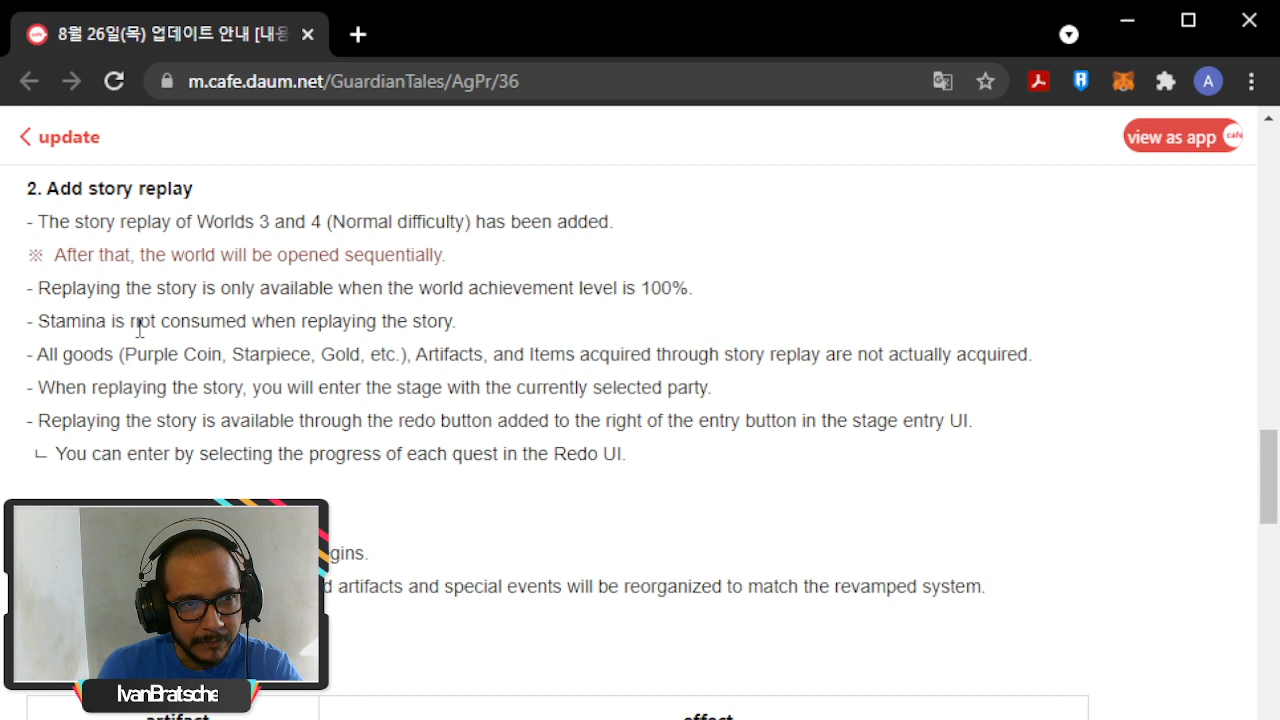 8월 26일(목) 업데이트 안내 [내용
m.cafe.daum.net/GuardianTales/AgPr/36
A
update
view as app
cafe
2. Add story replay
- The story replay of Worlds 3 and 4 (Normal difficulty) has been added.
※ After that, the world will be opened sequentially.
- Replaying the story is only available when the world achievement level is 100%.
- Stamina is not consumed when replaying the story.
- All goods (Purple Coin, Starpiece, Gold, etc.), Artifacts, and Items acquired through story replay are not actually acquired.
- When replaying the story, you will enter the stage with the currently selected party.
- Replaying the story is available through the redo button added to the right of the entry button in the stage entry UI.
ㄴ You can enter by selecting the progress of each quest in the Redo UI.
gins.
d artifacts and special events will be reorganized to match the revamped system.
IvanBratsche
artifact effect